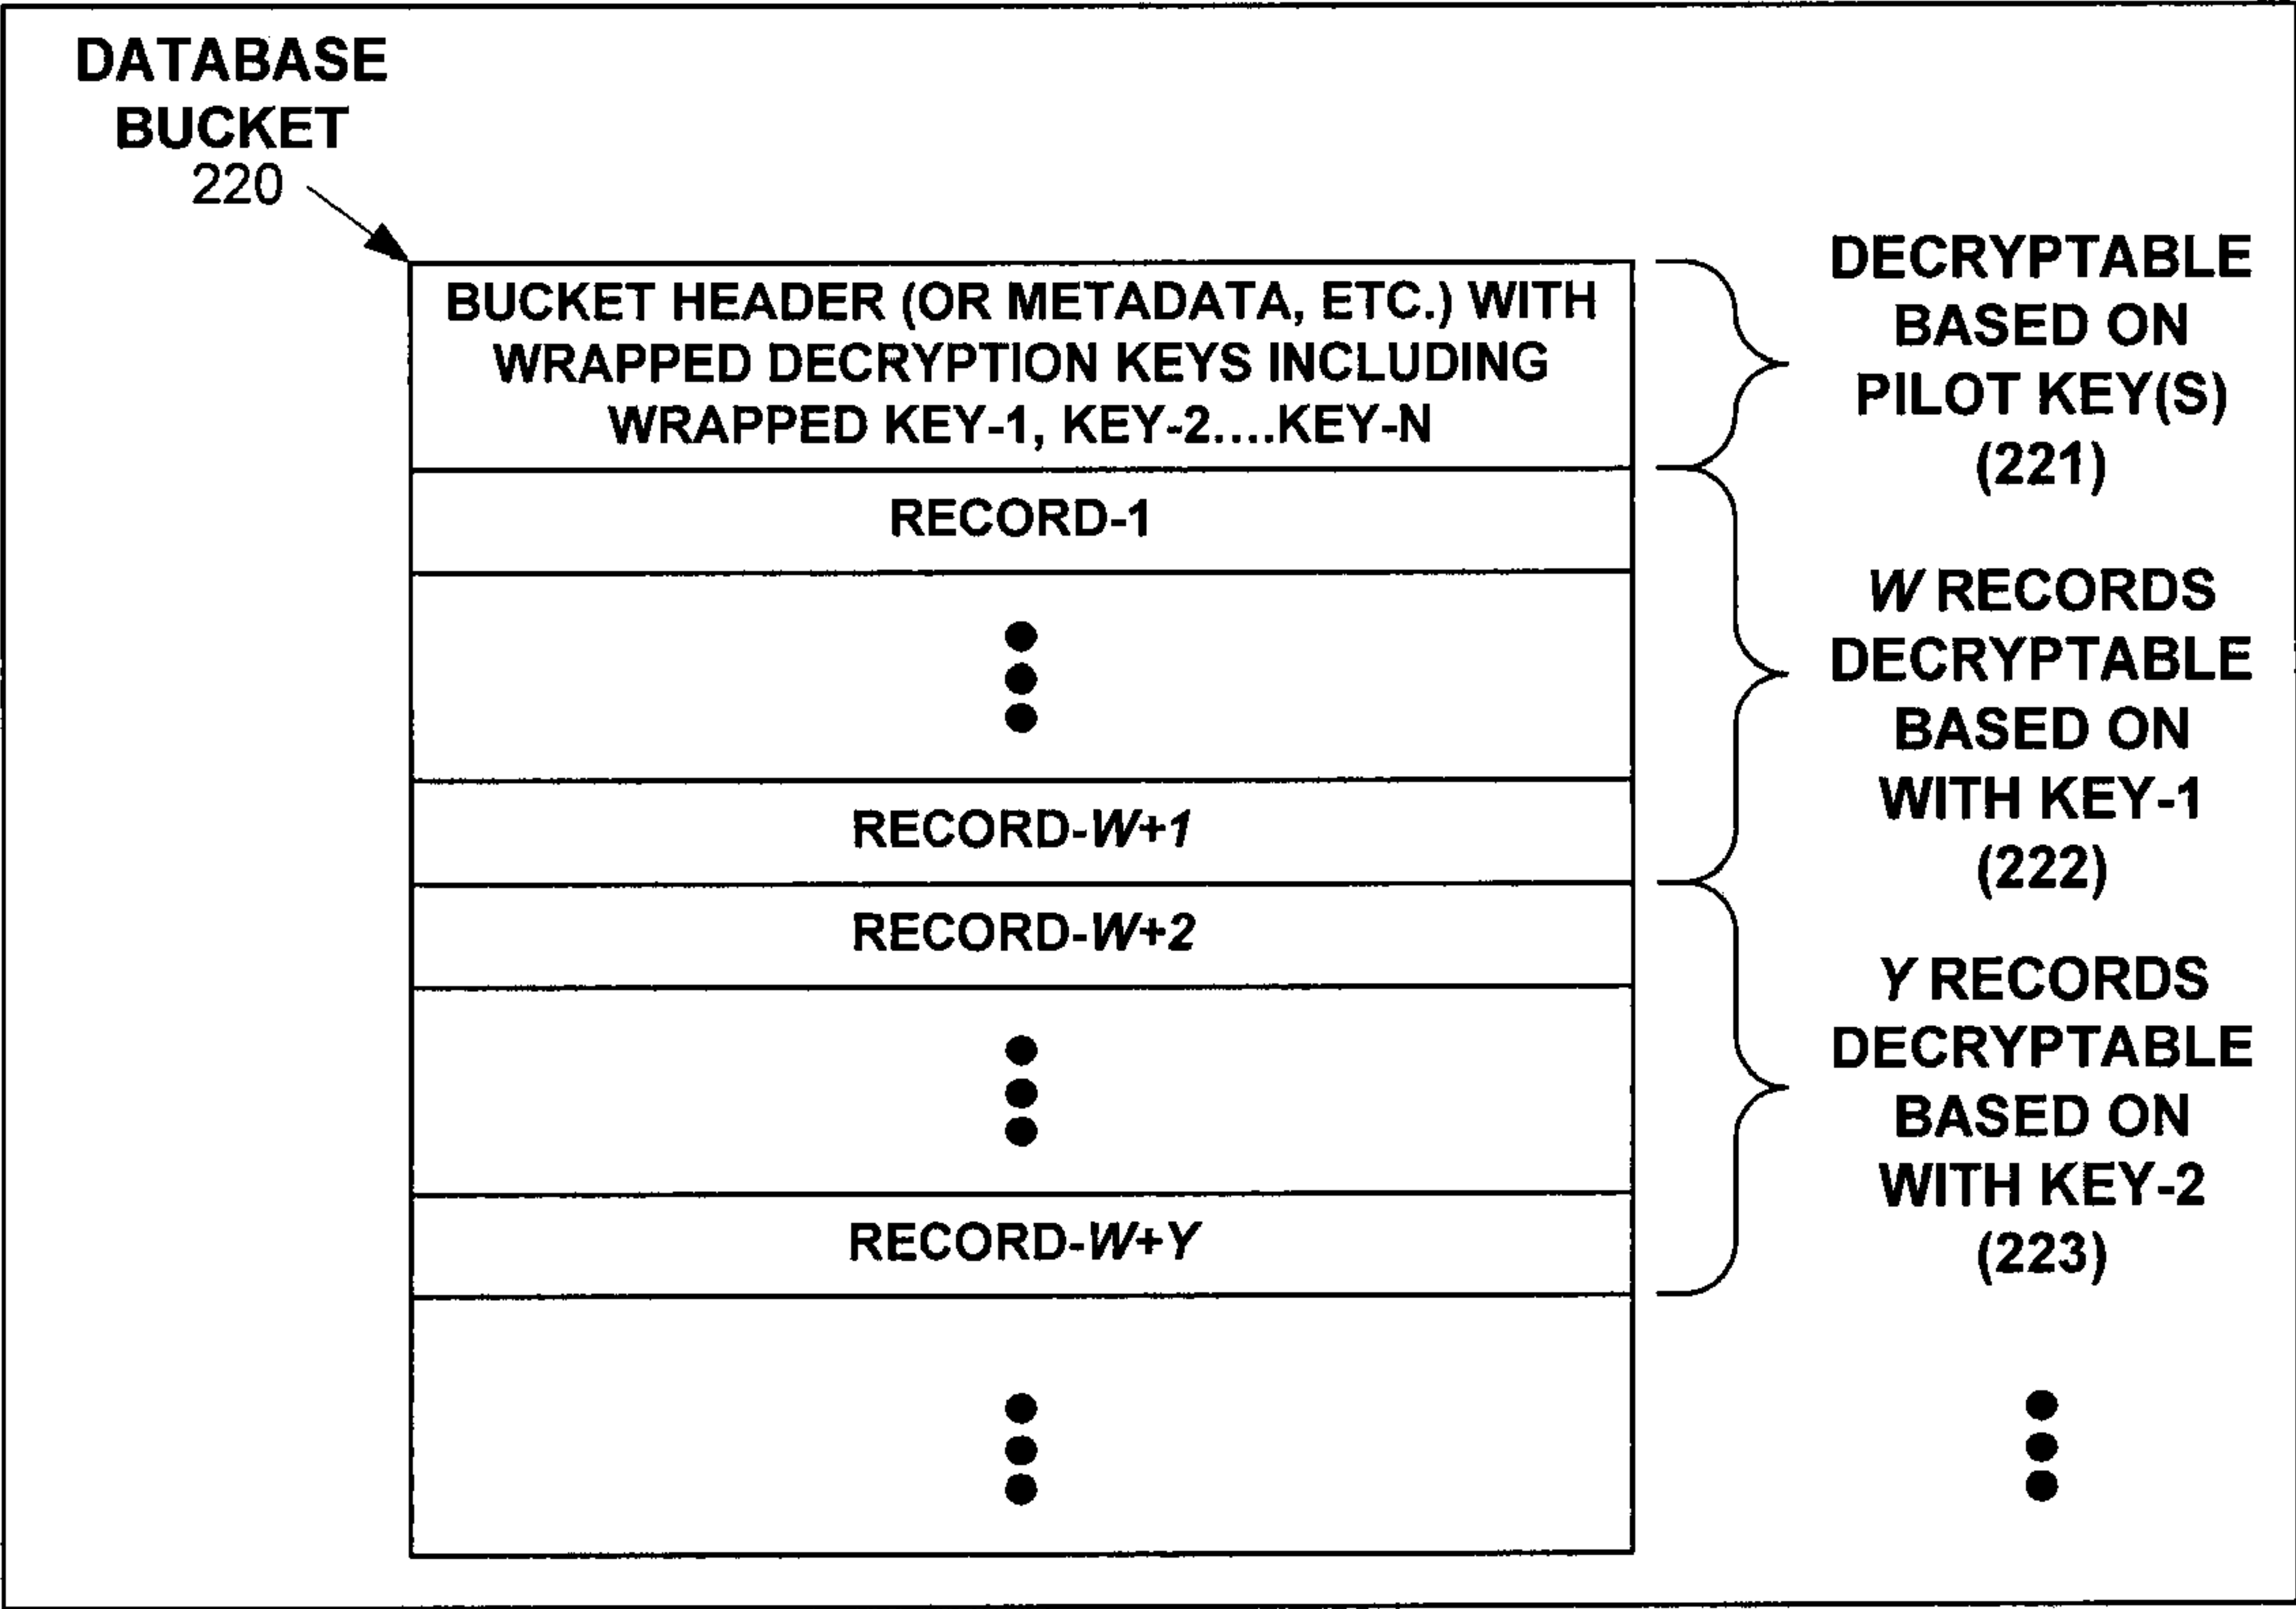 DATABASE
BUCKET
220
BUCKET HEADER (OR METADATA, ETC.) WITH
WRAPPED DECRYPTION KEYS INCLUDING
WRAPPED KEY-1, KEY-2....KEY-N
DECRYPTABLE
BASED ON
PILOT KEY(S)
(221)
RECORD-1
RECORD-W+1
W RECORDS
DECRYPTABLE
BASED ON
WITH KEY-1
(222)
RECORD-W+2
RECORD-W+Y
Y RECORDS
DECRYPTABLE
BASED ON
WITH KEY-2
(223)